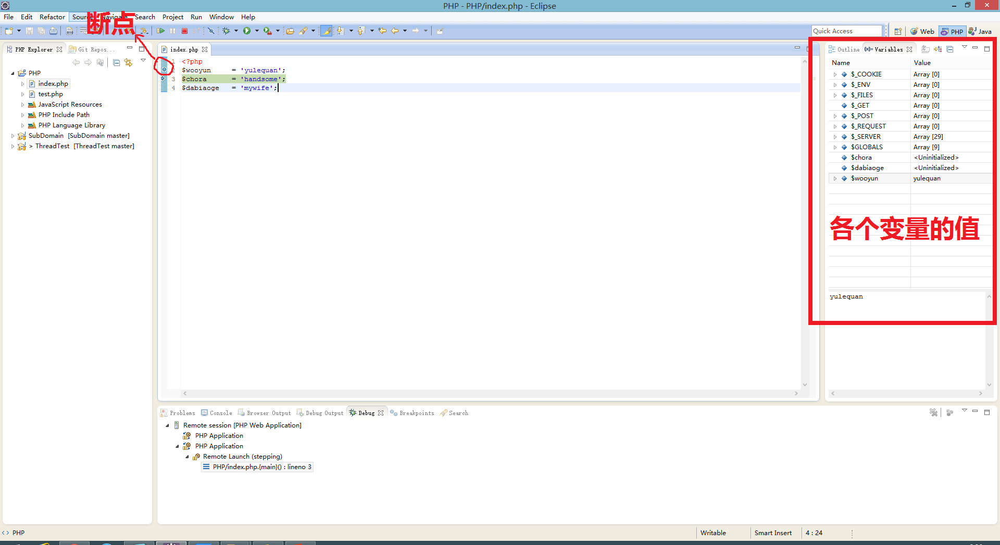 PHP - PHP/index.php - Eclipse
File Edit Refactor Source Navigate Search Project Run Window Help
断点
Quick Access
Web PHP Java
PHP Explorer Git Repos...
PHP
index.php
test.php
JavaScript Resources
PHP Include Path
PHP Language Library
SubDomain [SubDomain master]
> ThreadTest [ThreadTest master]
index.php
1 <?php
2 $wooyun = 'yulequan';
3 $chora = 'handsome';
4 $dabiaoge = 'mywife';
Outline (x)= Variables
Name Value
$_COOKIE Array [0]
$_ENV Array [0]
$_FILES Array [0]
$_GET Array [0]
$_POST Array [0]
$_REQUEST Array [0]
$_SERVER Array [29]
$GLOBALS Array [9]
$chora <Uninitialized>
$dabiaoge <Uninitialized>
$wooyun yulequan
各个变量的值
yulequan
Problems Console Browser Output Debug Output Debug Breakpoints Search
Remote session [PHP Web Application]
PHP Application
PHP Application
Remote Launch (stepping)
PHP/index.php.{main}() : lineno 3
PHP
Writable Smart Insert 4 : 24